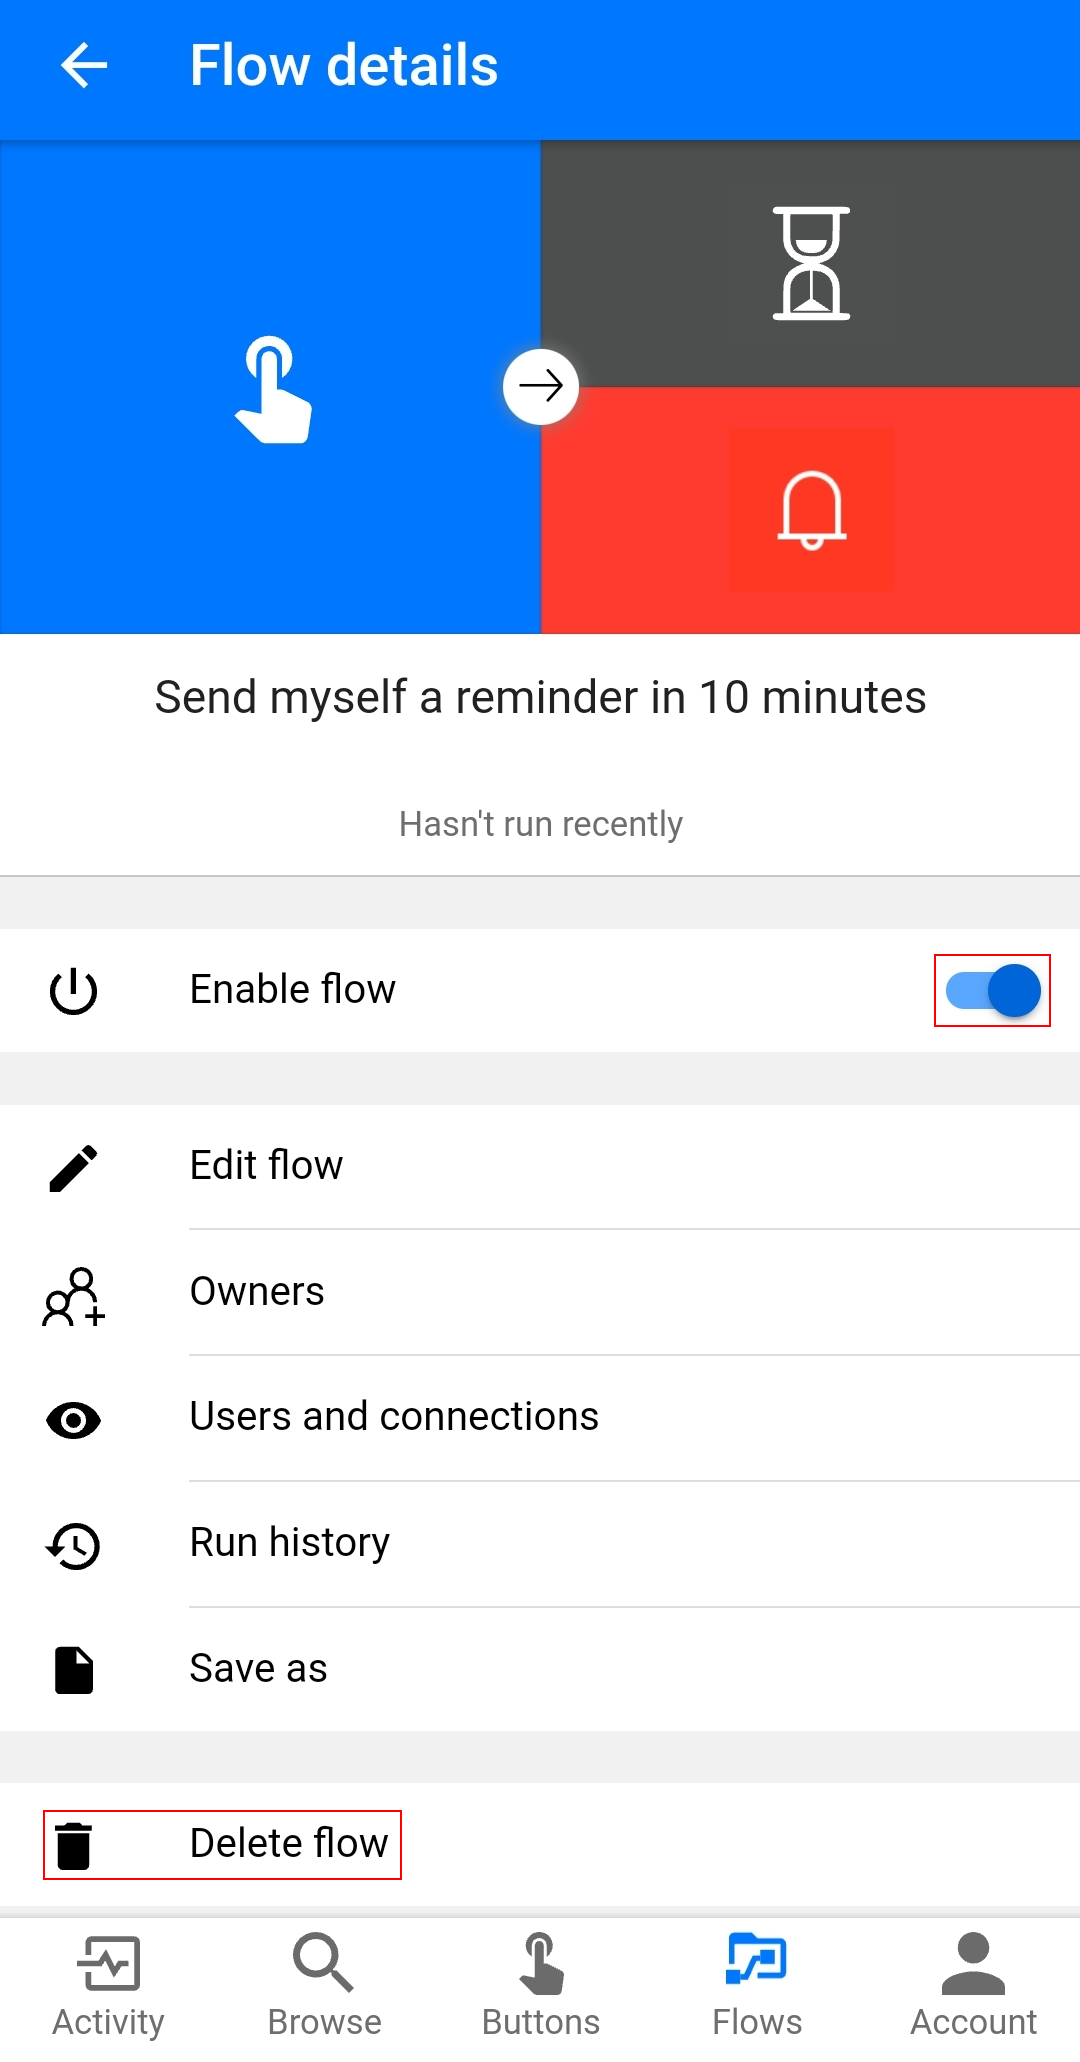 Flow details
Send myself a reminder in 10 minutes
Hasn't run recently
Enable flow
Edit flow
Owners
Users and connections
Run history
Save as
Delete flow
Activity
Browse
Buttons
Flows
Account